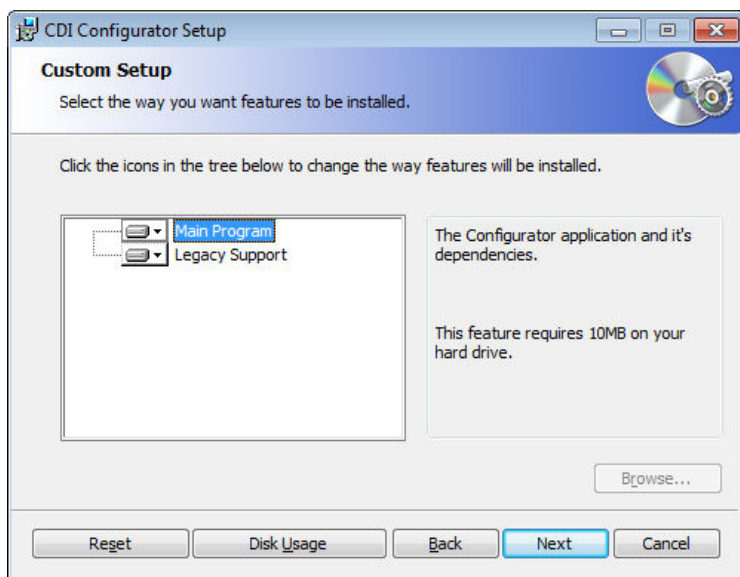 CDI Configurator Setup
Custom Setup
Select the way you want features to be installed.
Click the icons in the tree below to change the way features will be installed.
Main Program
Legacy Support
The Configurator application and it's
dependencies.
This feature requires 10MB on your
hard drive.
Browse...
Reset Disk Usage Back Next Cancel